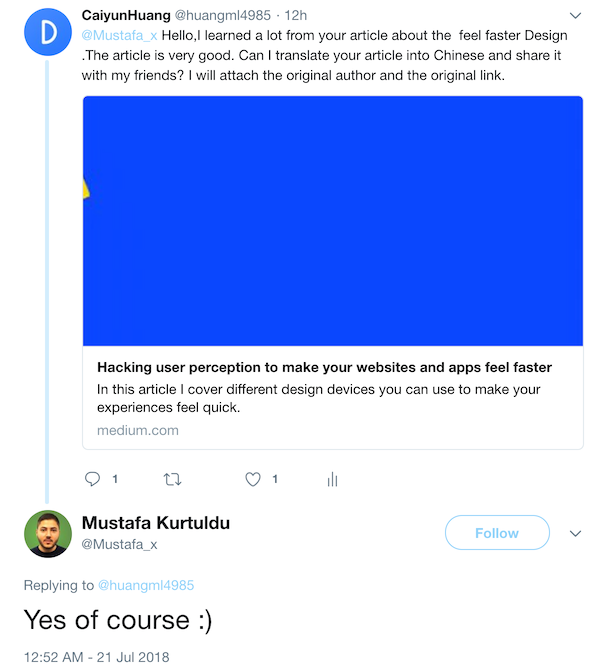 D
CaiyunHuang @huangml4985 · 12h
@Mustafa_x Hello,I learned a lot from your article about the  feel faster Design
.The article is very good. Can I translate your article into Chinese and share it
with my friends? I will attach the original author and the original link.
Hacking user perception to make your websites and apps feel faster
In this article I cover different design devices you can use to make your
experiences feel quick.
medium.com
1 1
Mustafa Kurtuldu
@Mustafa_x
Follow
Replying to @huangml4985
Yes of course :)
12:52 AM - 21 Jul 2018